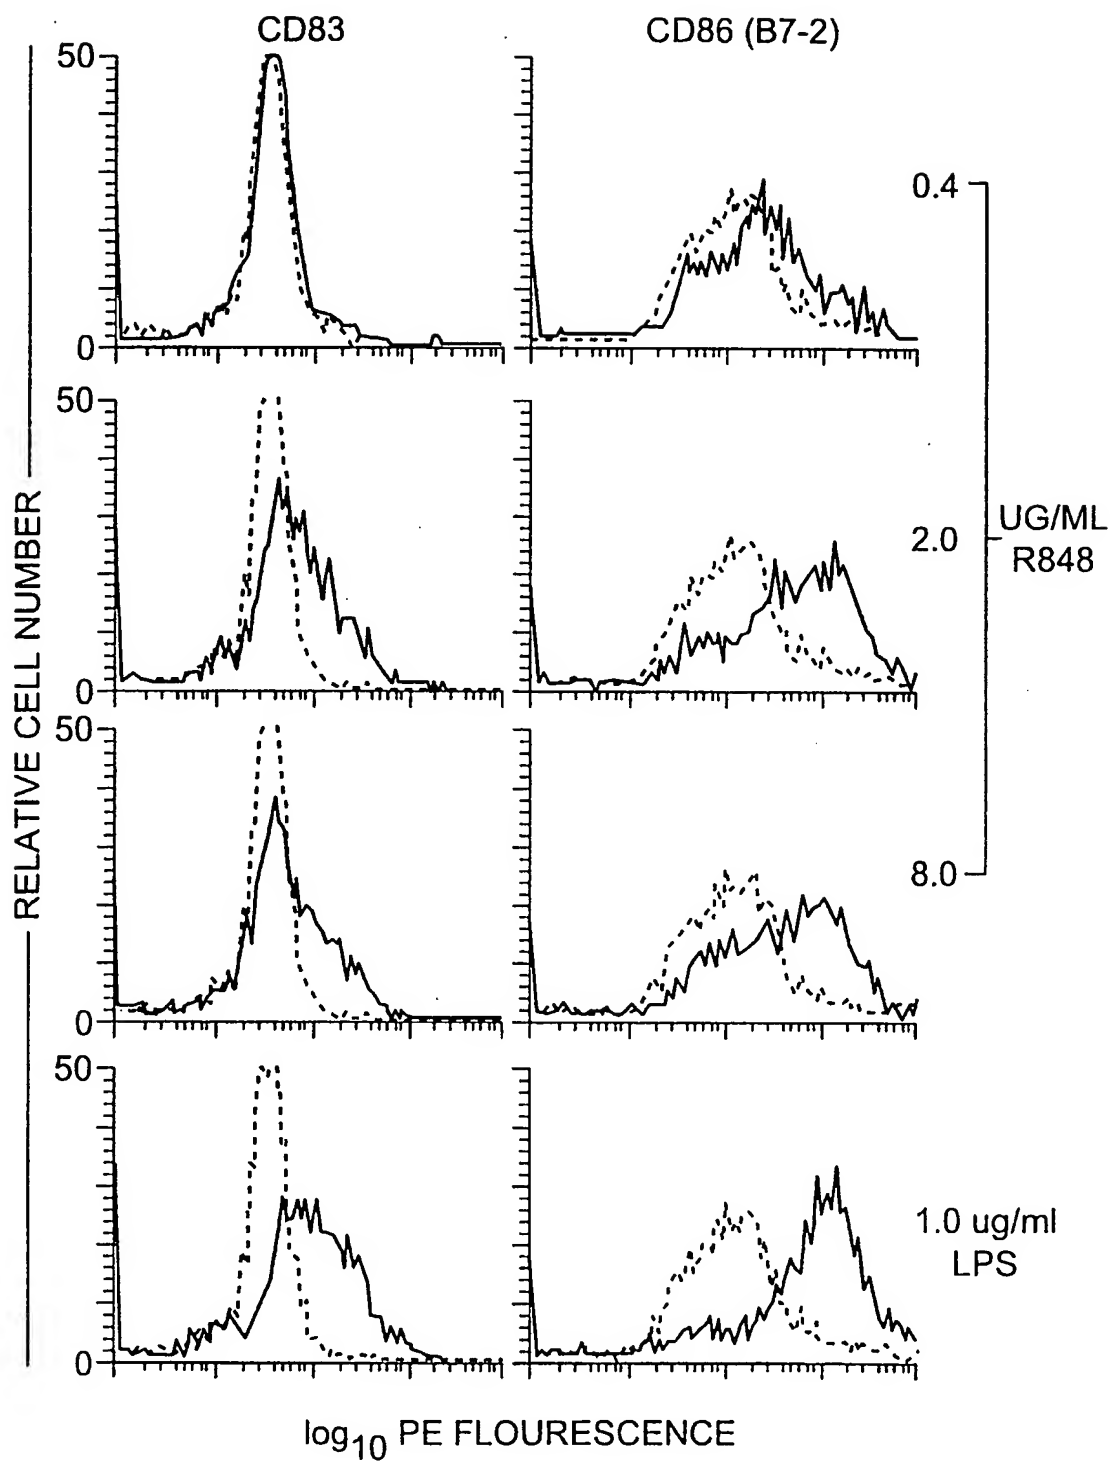 CD83
CD86 (B7-2)
50
0
0.4
50
0
2.0
UG/ML
R848
50
0
8.0
50
0
1.0 ug/ml
LPS
RELATIVE CELL NUMBER
log10 PE FLOURESCENCE